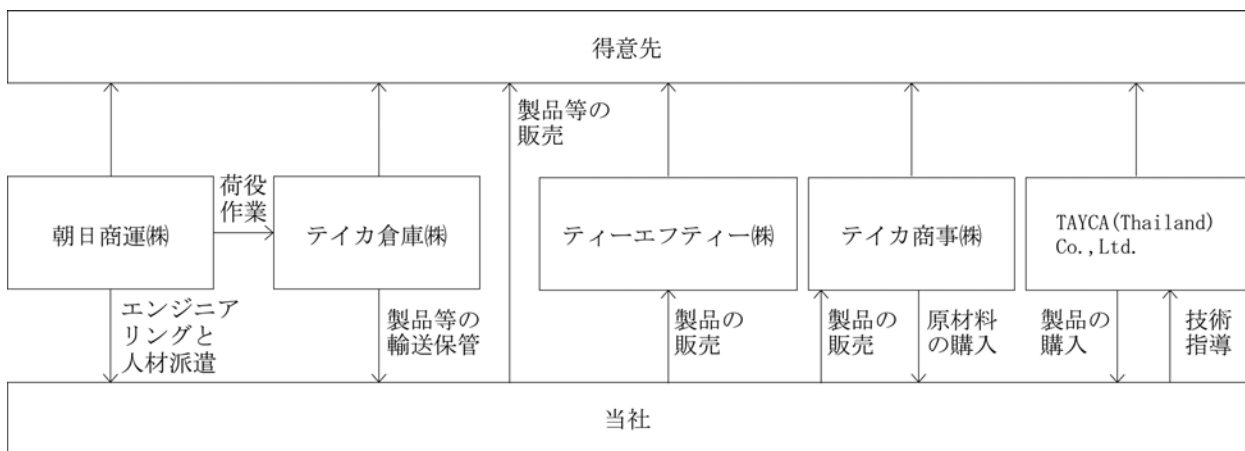 得意先
製品等の
販売
荷役
作業
朝日商運㈱
テイカ倉庫㈱
ティーエフティー㈱
テイカ商事㈱
TAYCA(Thailand)
Co.,Ltd.
エンジニア
リングと
人材派遣
製品等の
輸送保管
製品の
販売
製品の
販売
原材料
の購入
製品の
購入
技術
指導
当社